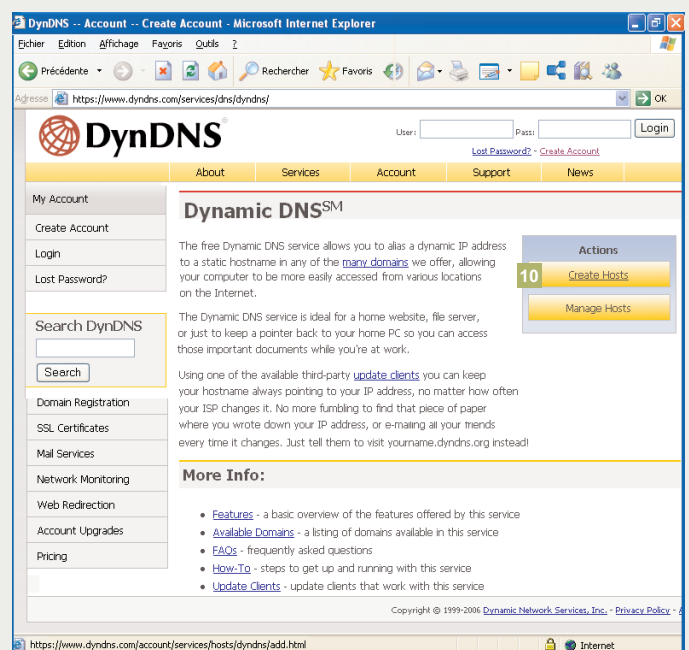 DynDNS -- Account -- Create Account - Microsoft Internet Explorer
Fichier Edition Affichage Favoris Outils ?
Précédente Rechercher Favoris
Adresse https://www.dyndns.com/services/dns/dyndns/ OK
DynDNS
User: Pass: Login
Lost Password? - Create Account
About Services Account Support News
My Account
Create Account
Login
Lost Password?
Search DynDNS
Search
Domain Registration
SSL Certificates
Mail Services
Network Monitoring
Web Redirection
Account Upgrades
Pricing
Dynamic DNS℠
The free Dynamic DNS service allows you to alias a dynamic IP address
to a static hostname in any of the many domains we offer, allowing
your computer to be more easily accessed from various locations
on the Internet.
The Dynamic DNS service is ideal for a home website, file server,
or just to keep a pointer back to your home PC so you can access
those important documents while you're at work.
Using one of the available third-party update clients you can keep
your hostname always pointing to your IP address, no matter how often
your ISP changes it. No more fumbling to find that piece of paper
where you wrote down your IP address, or e-mailing all your friends
every time it changes. Just tell them to visit yourname.dyndns.org instead!
Actions
10 Create Hosts
Manage Hosts
More Info:
• Features - a basic overview of the features offered by this service
• Available Domains - a listing of domains available in this service
• FAQs - frequently asked questions
• How-To - steps to get up and running with this service
• Update Clients - update clients that work with this service
Copyright © 1999-2006 Dynamic Network Services, Inc. - Privacy Policy -
https://www.dyndns.com/account/services/hosts/dyndns/add.html Internet